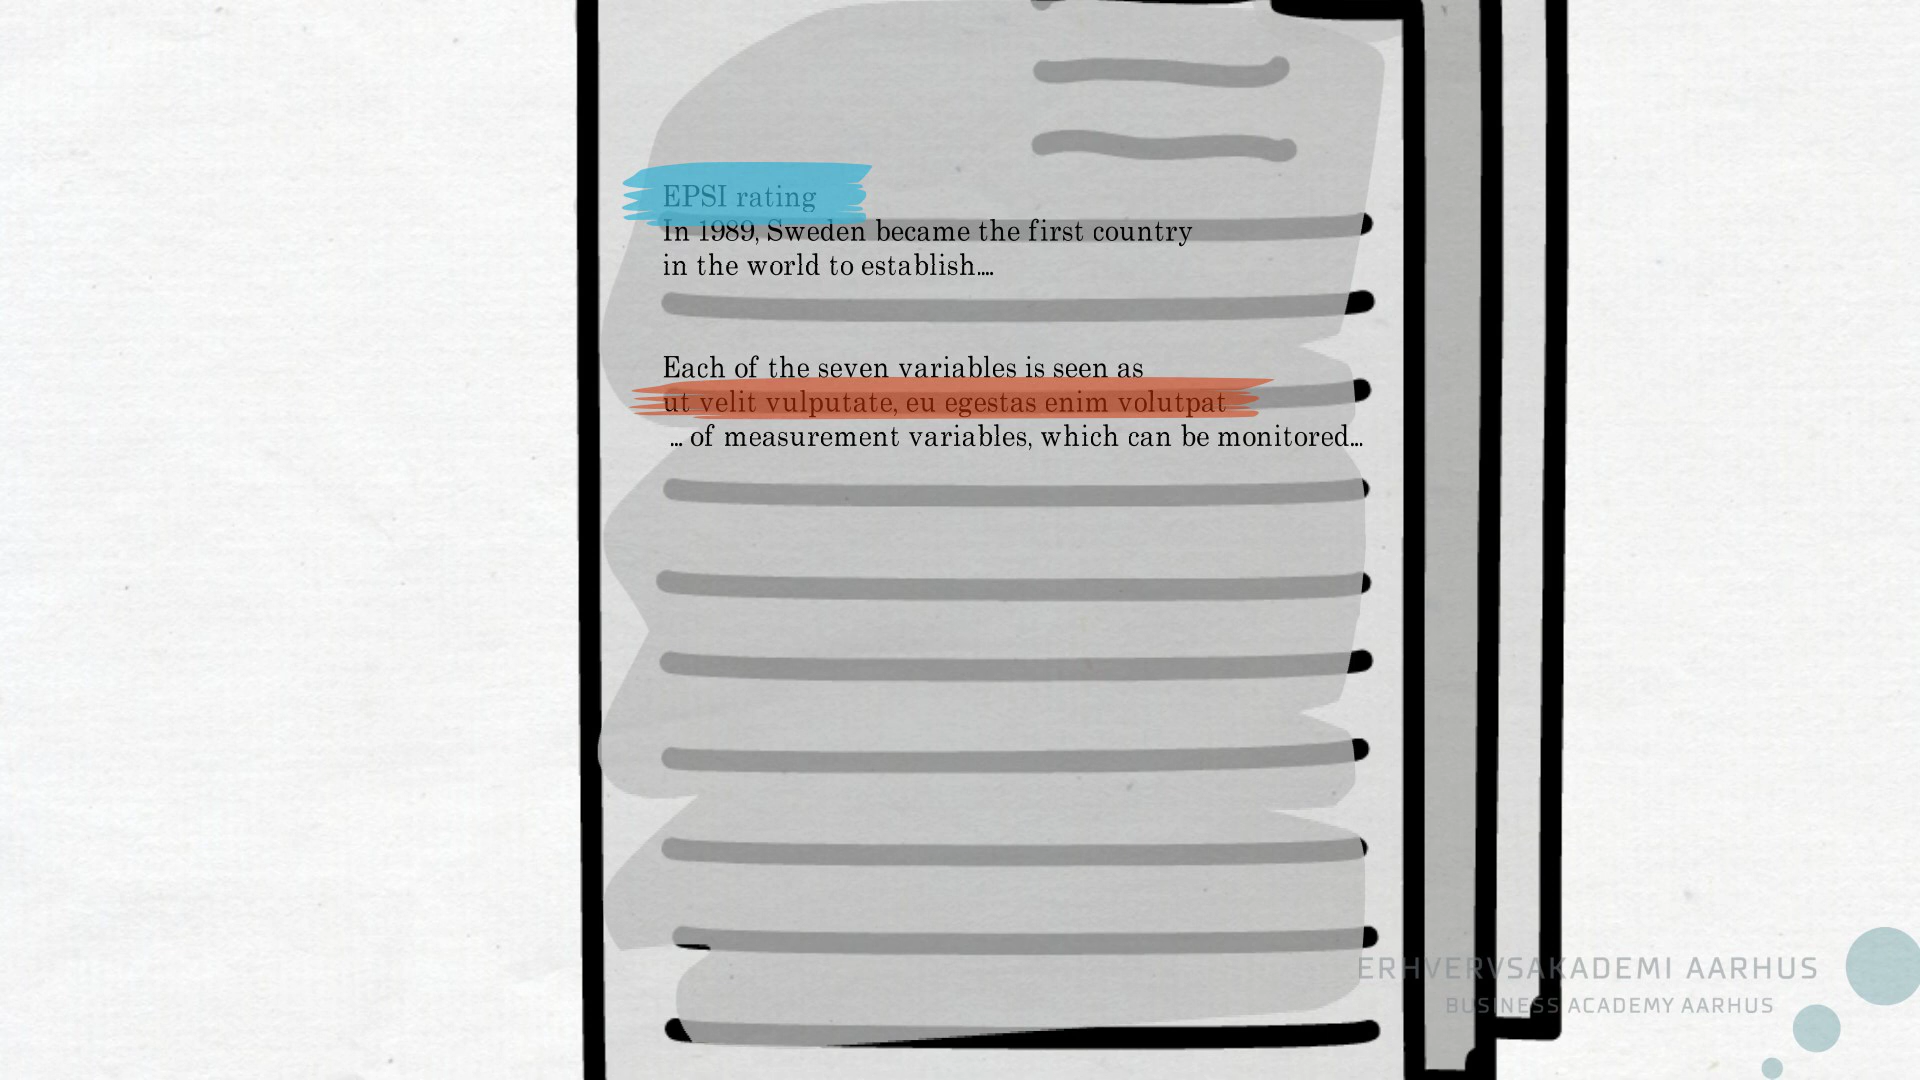 EPSI rating
In 1989, Sweden became the first country
in the world to establish....
Each of the seven variables is seen as
ut velit vulputate, eu egestas enim volutpat
... of measurement variables, which can be monitored...
ERHVERVSAKADEMI AARHUS
BUSINESS ACADEMY AARHUS